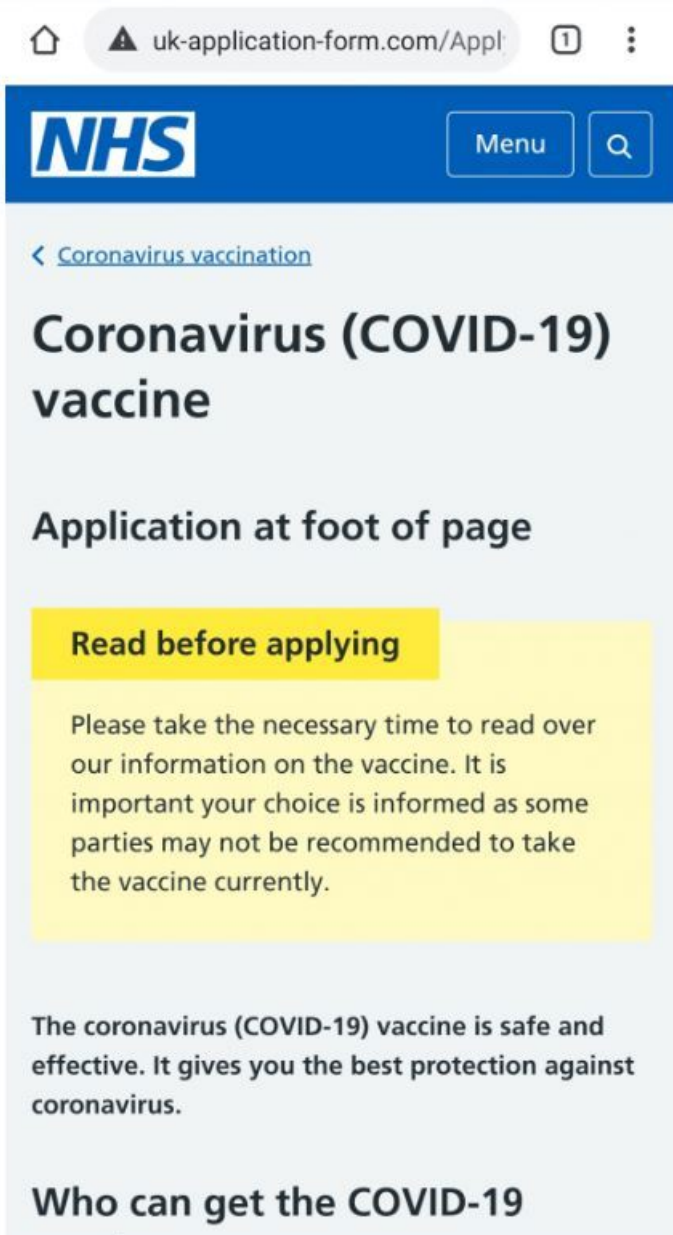 uk-application-form.com/Appl
1
NHS
Menu
Coronavirus vaccination
Coronavirus (COVID-19)
vaccine
Application at foot of page
Read before applying
Please take the necessary time to read over
our information on the vaccine. It is
important your choice is informed as some
parties may not be recommended to take
the vaccine currently.
The coronavirus (COVID-19) vaccine is safe and
effective. It gives you the best protection against
coronavirus.
Who can get the COVID-19